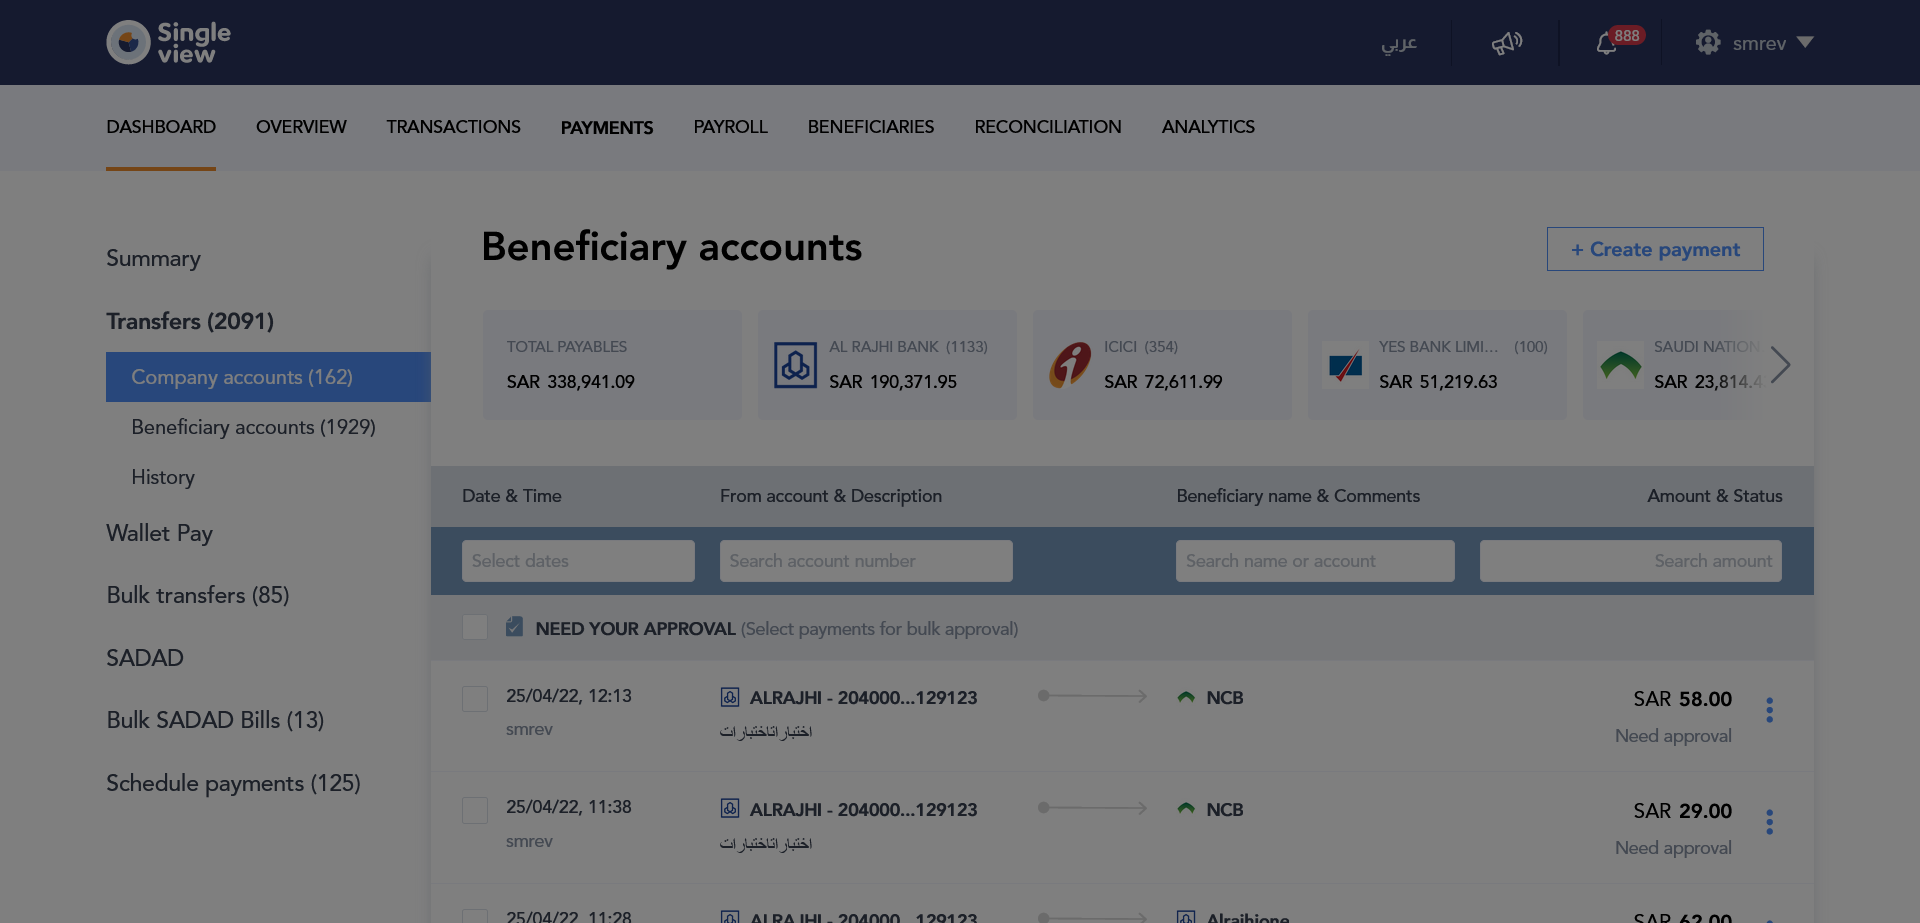 Single
view
عربي
888
smrev
DASHBOARD
OVERVIEW
TRANSACTIONS
PAYMENTS
PAYROLL
BENEFICIARIES
RECONCILIATION
ANALYTICS
Summary
Transfers (2091)
Company accounts (162)
Beneficiary accounts (1929)
History
Wallet Pay
Bulk transfers (85)
SADAD
Bulk SADAD Bills (13)
Schedule payments (125)
Beneficiary accounts
+ Create payment
TOTAL PAYABLES
SAR 338,941.09
AL RAJHI BANK (1133)
SAR 190,371.95
ICICI (354)
SAR 72,611.99
YES BANK LIMI... (100)
SAR 51,219.63
SAUDI NATION
SAR 23,814.4
Date & Time
From account & Description
Beneficiary name & Comments
Amount & Status
Select dates
Search account number
Search name or account
Search amount
NEED YOUR APPROVAL (Select payments for bulk approval)
25/04/22, 12:13
smrev
ALRAJHI - 204000...129123
اختباراتاختبارات
NCB
SAR 58.00
Need approval
25/04/22, 11:38
smrev
ALRAJHI - 204000...129123
اختباراتاختبارات
NCB
SAR 29.00
Need approval
25/04/22, 11:28
ALRAJHI - 204000...129123
Alrajhione
SAR 62.00